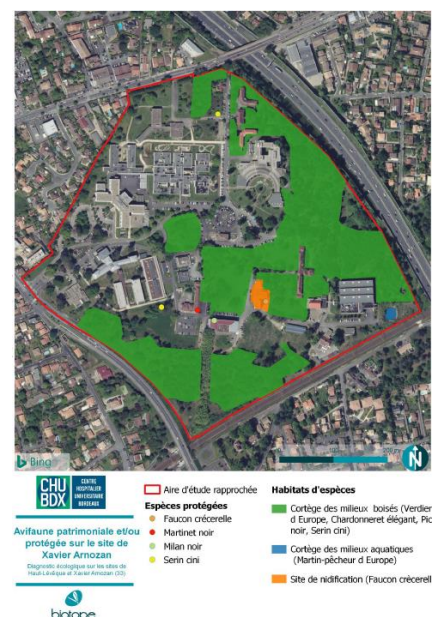 Bing
N
CHU
BDX
CENTRE
HOSPITALIER
UNIVERSITAIRE
BORDEAUX
Avifaune patrimoniale et/ou
protégée sur le site de
Xavier Arnozan
Diagnostic écologique sur les sites de
Haut-Lévêque et Xavier Arnozan (33)
biotope
Aire d'étude rapprochée
Espèces protégées
Faucon crécerelle
Martinet noir
Milan noir
Serin cini
Habitats d'espèces
Cortège des milieux boisés (Verdier
d Europe, Chardonneret élégant, Pic
noir, Serin cini)
Cortège des milieux aquatiques
(Martin-pêcheur d Europe)
Site de nidification (Faucon crécerell